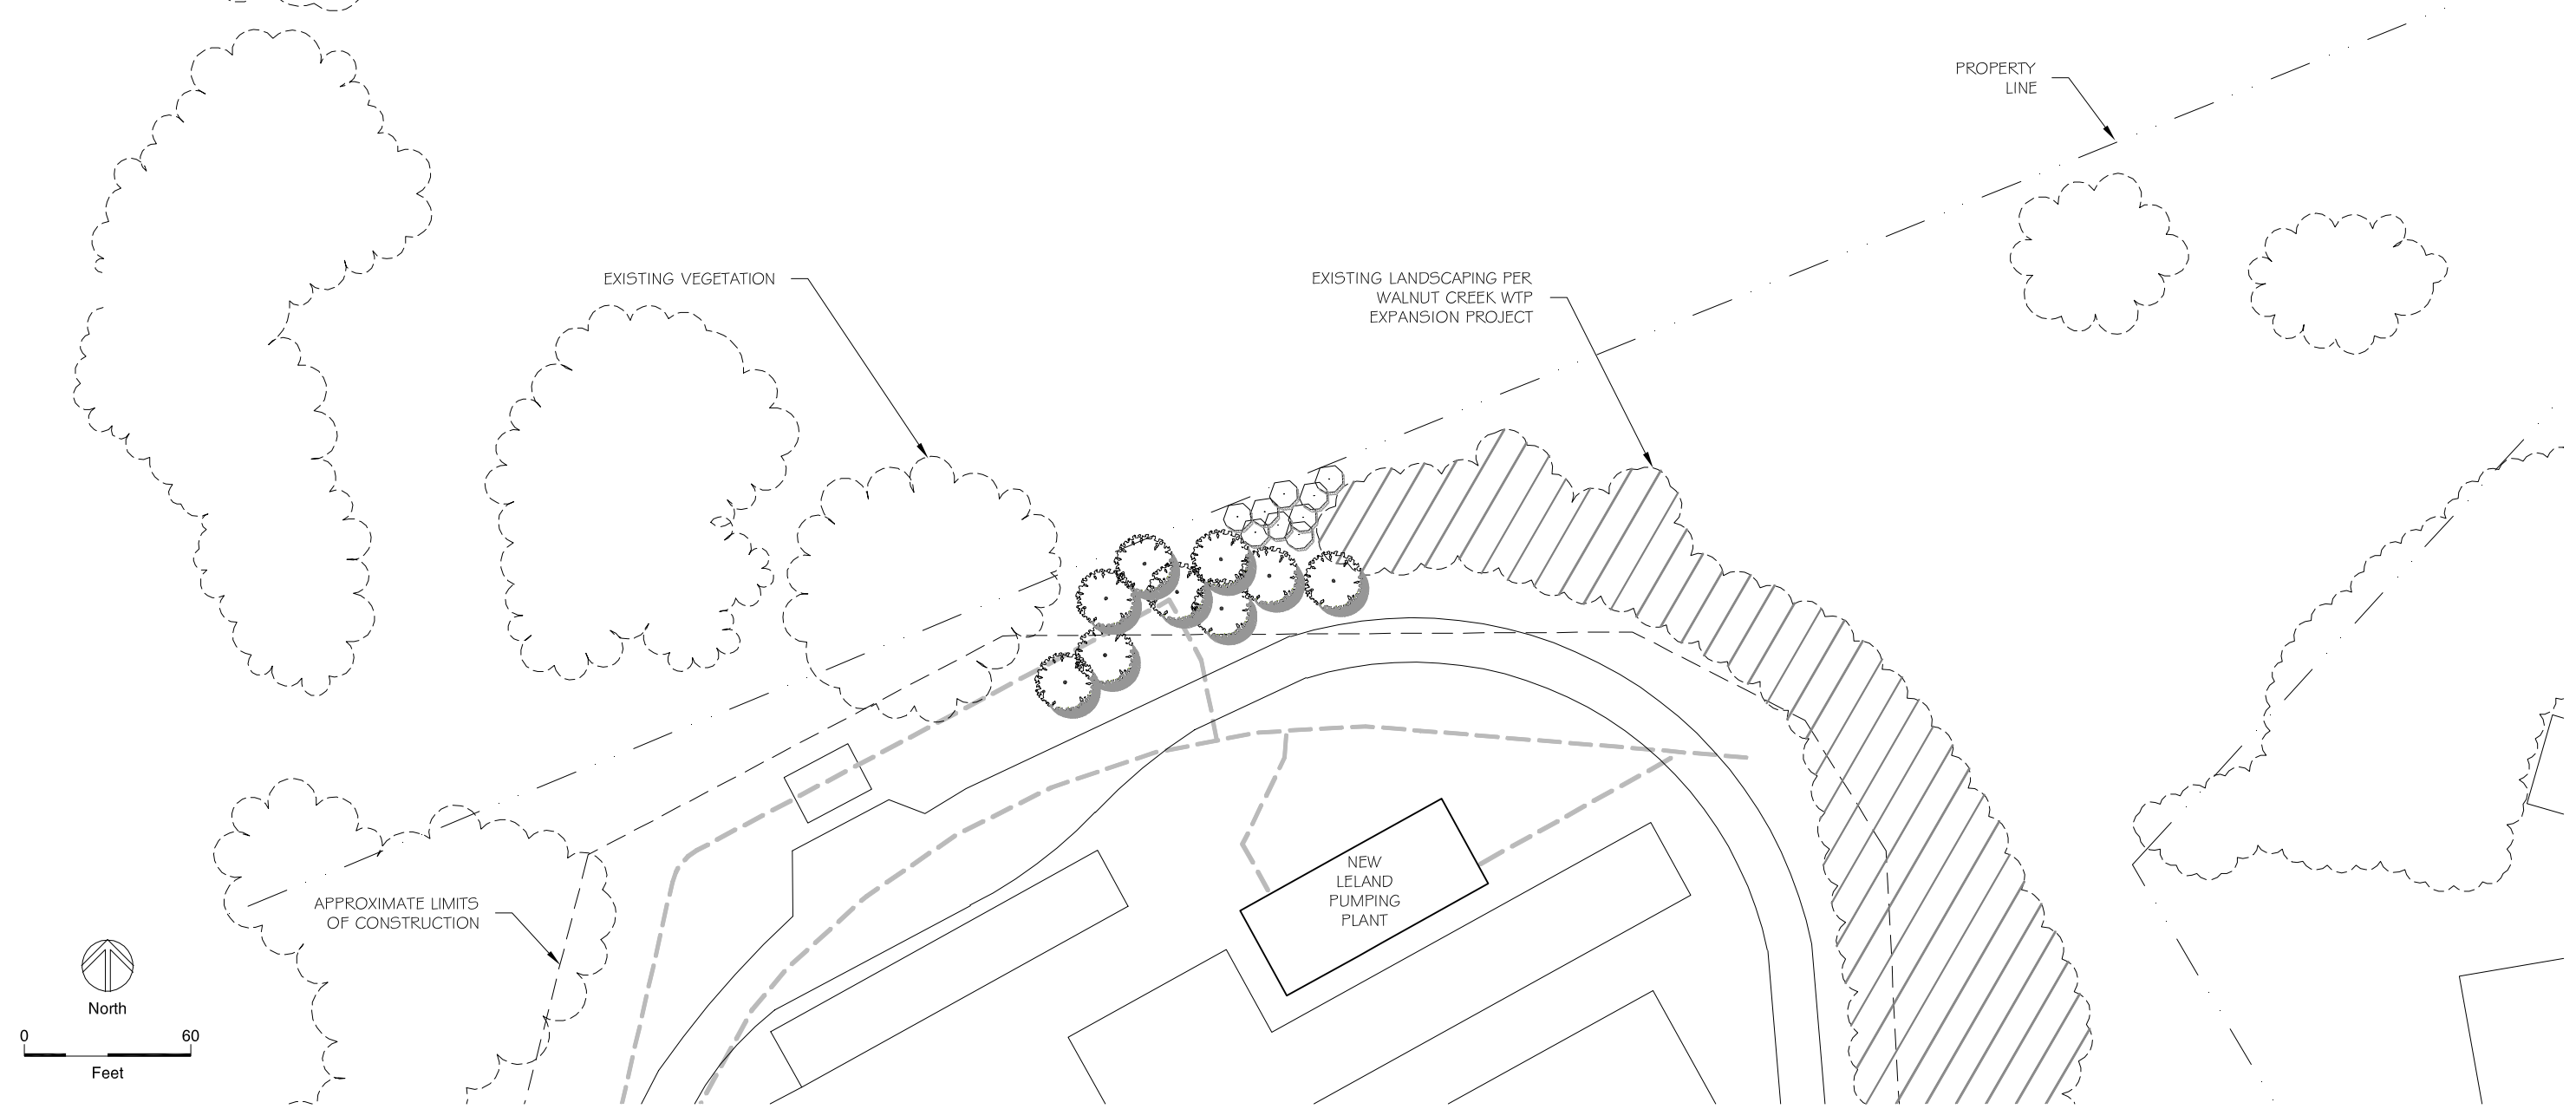 PROPERTY
LINE
EXISTING VEGETATION
EXISTING LANDSCAPING PER
WALNUT CREEK WTP
EXPANSION PROJECT
NEW
LELAND
PUMPING
PLANT
APPROXIMATE LIMITS
OF CONSTRUCTION
North
0 60
Feet